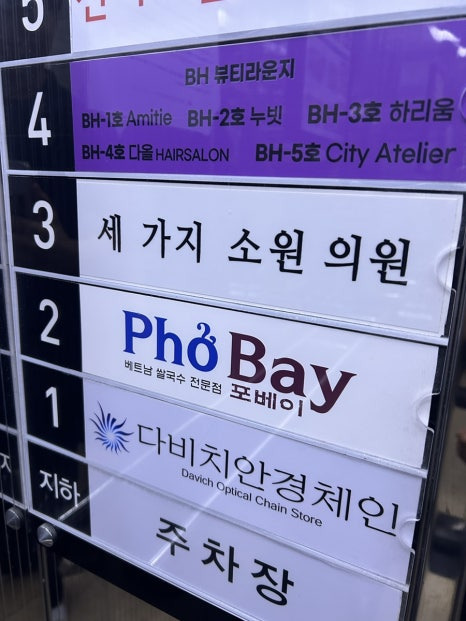 5
4
BH 뷰티라운지
BH-1호 Amitie BH-2호 누빗 BH-3호 하리움
BH-4호 다올 HAIRSALON BH-5호 City Atelier
3
세 가지 소원 의원
2
Phở Bay
베트남 쌀국수 전문점 포베이
1
다비치안경체인
Davich Optical Chain Store
지하
주차장